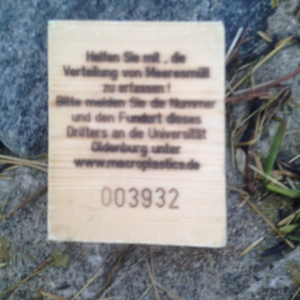 Helfen Sie mit, die
Verteilung von Meeresmüll
zu erfassen!
Bitte melden Sie die Nummer
und den Fundort dieses
Drifters an die Universität
Oldenburg unter
www.macroplastics.de
003932